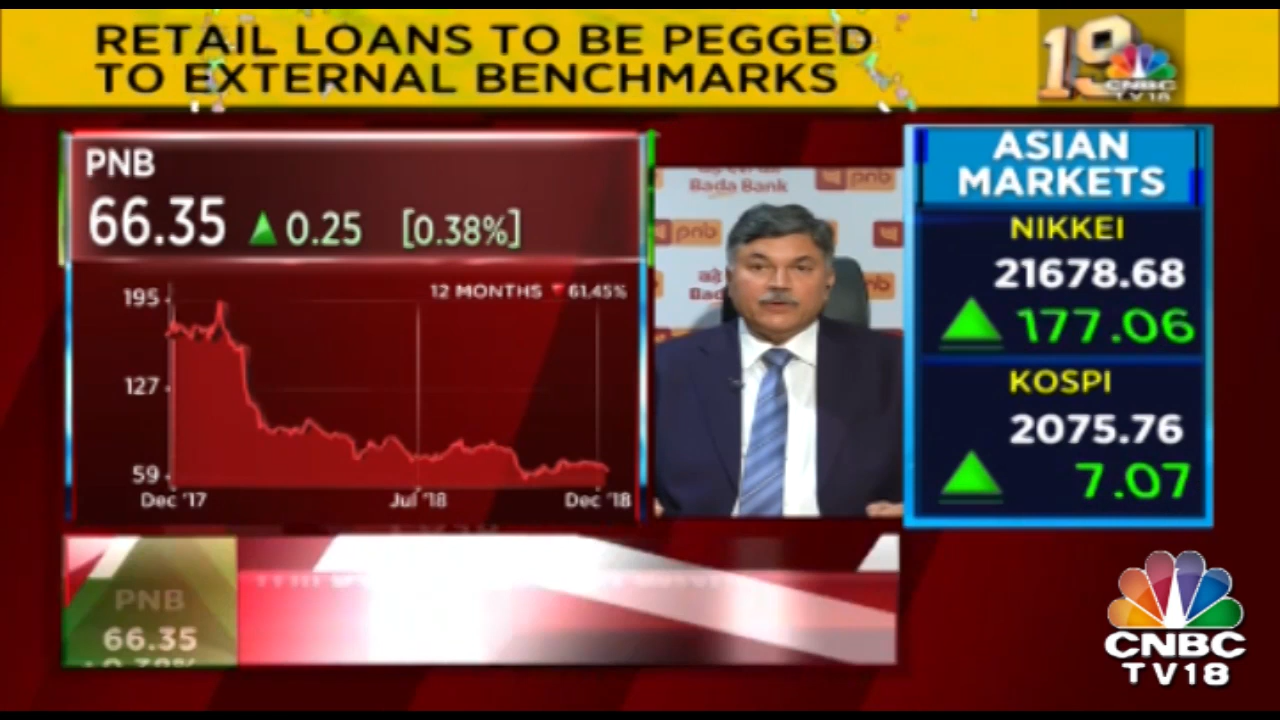 RETAIL LOANS TO BE PEGGED
TO EXTERNAL BENCHMARKS
19
CNBC
TV18
PNB
66.35 ▲ 0.25 [0.38%]
12 MONTHS ▼ 61.45%
195
127
59
Dec '17 Jul '18 Dec '18
Bada Bank
pnb
pnb
ASIAN
MARKETS
NIKKEI
21678.68
▲ 177.06
KOSPI
2075.76
▲ 7.07
PNB
66.35
CNBC
TV18